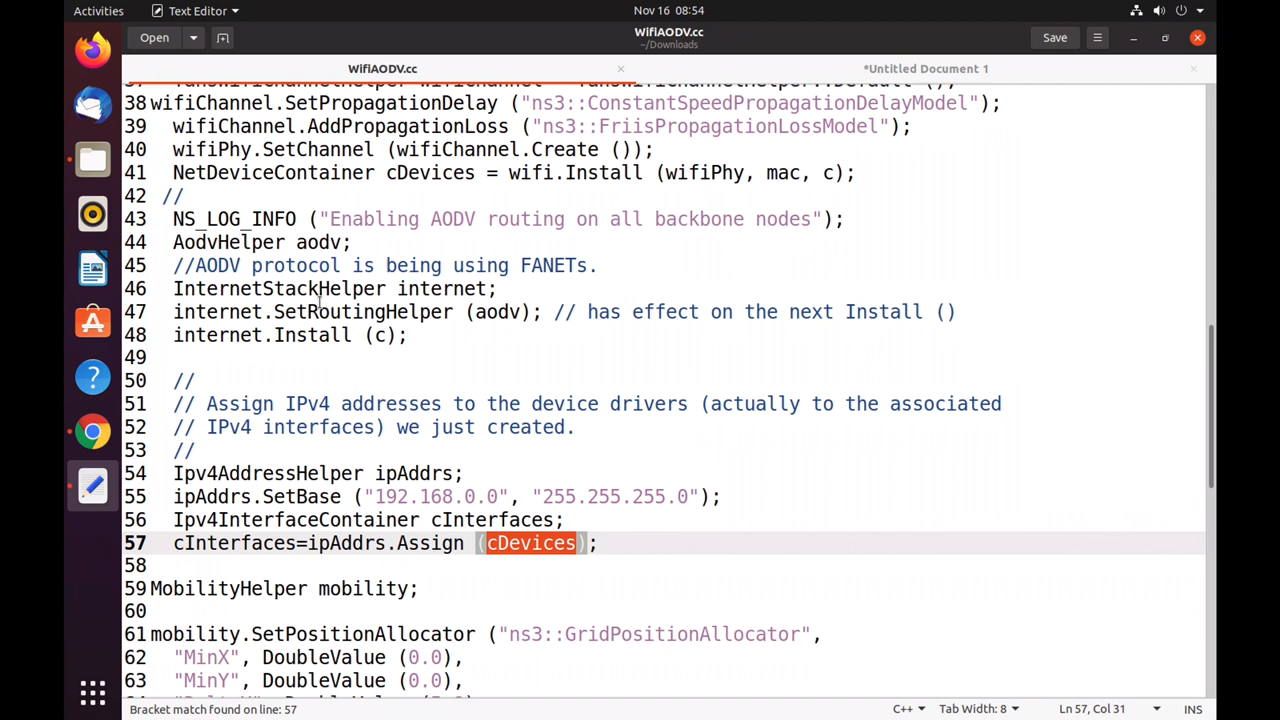 Activities
Text Editor
Nov 16 08:54
Open
WifiAODV.cc
~/Downloads
Save
WifiAODV.cc
*Untitled Document 1
38 wifiChannel.SetPropagationDelay ("ns3::ConstantSpeedPropagationDelayModel");
39 wifiChannel.AddPropagationLoss ("ns3::FriisPropagationLossModel");
40 wifiPhy.SetChannel (wifiChannel.Create ());
41 NetDeviceContainer cDevices = wifi.Install (wifiPhy, mac, c);
42 //
43 NS_LOG_INFO ("Enabling AODV routing on all backbone nodes");
44 AodvHelper aodv;
45 //AODV protocol is being using FANETs.
46 InternetStackHelper internet;
47 internet.SetRoutingHelper (aodv); // has effect on the next Install ()
48 internet.Install (c);
49
50 //
51 // Assign IPv4 addresses to the device drivers (actually to the associated
52 // IPv4 interfaces) we just created.
53 //
54 Ipv4AddressHelper ipAddrs;
55 ipAddrs.SetBase ("192.168.0.0", "255.255.255.0");
56 Ipv4InterfaceContainer cInterfaces;
57 cInterfaces=ipAddrs.Assign (cDevices);
58
59 MobilityHelper mobility;
60
61 mobility.SetPositionAllocator ("ns3::GridPositionAllocator",
62 "MinX", DoubleValue (0.0),
63 "MinY", DoubleValue (0.0),
Bracket match found on line: 57
C++
Tab Width: 8
Ln 57, Col 31
INS